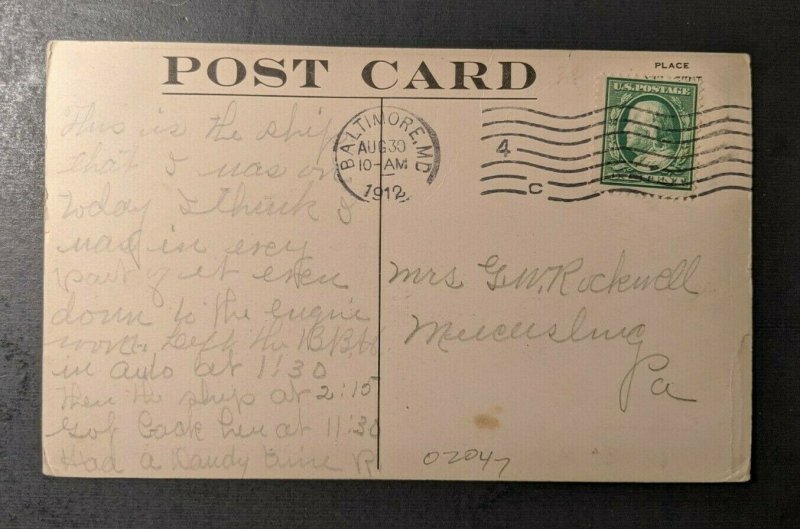 POST CARD
PLACE
U.S. POSTAGE
BALTIMORE, MD
AUG 30
10-AM
1912
4
C
This is the ship
that I was on
today I think I
was in every
part of it even
down to the engine
room. Left the
in auto at 1:30
then the ship at 2:15
Got back here at 11:30
Had a Dandy time R
Mrs. G.W. Rockwell
Pa
02047